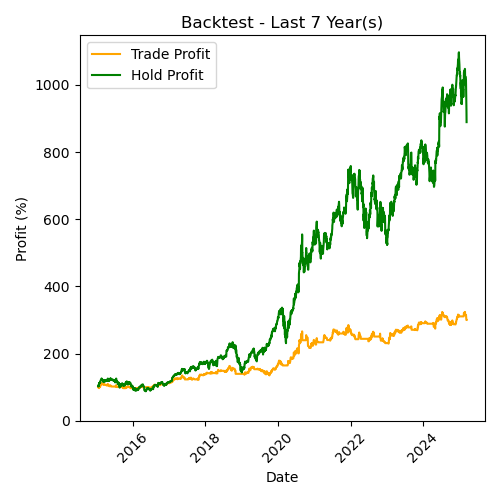 Backtest - Last 7 Year(s)
Trade Profit
Hold Profit
Profit (%)
1000
800
600
400
200
0
2016
2018
2020
2022
2024
Date